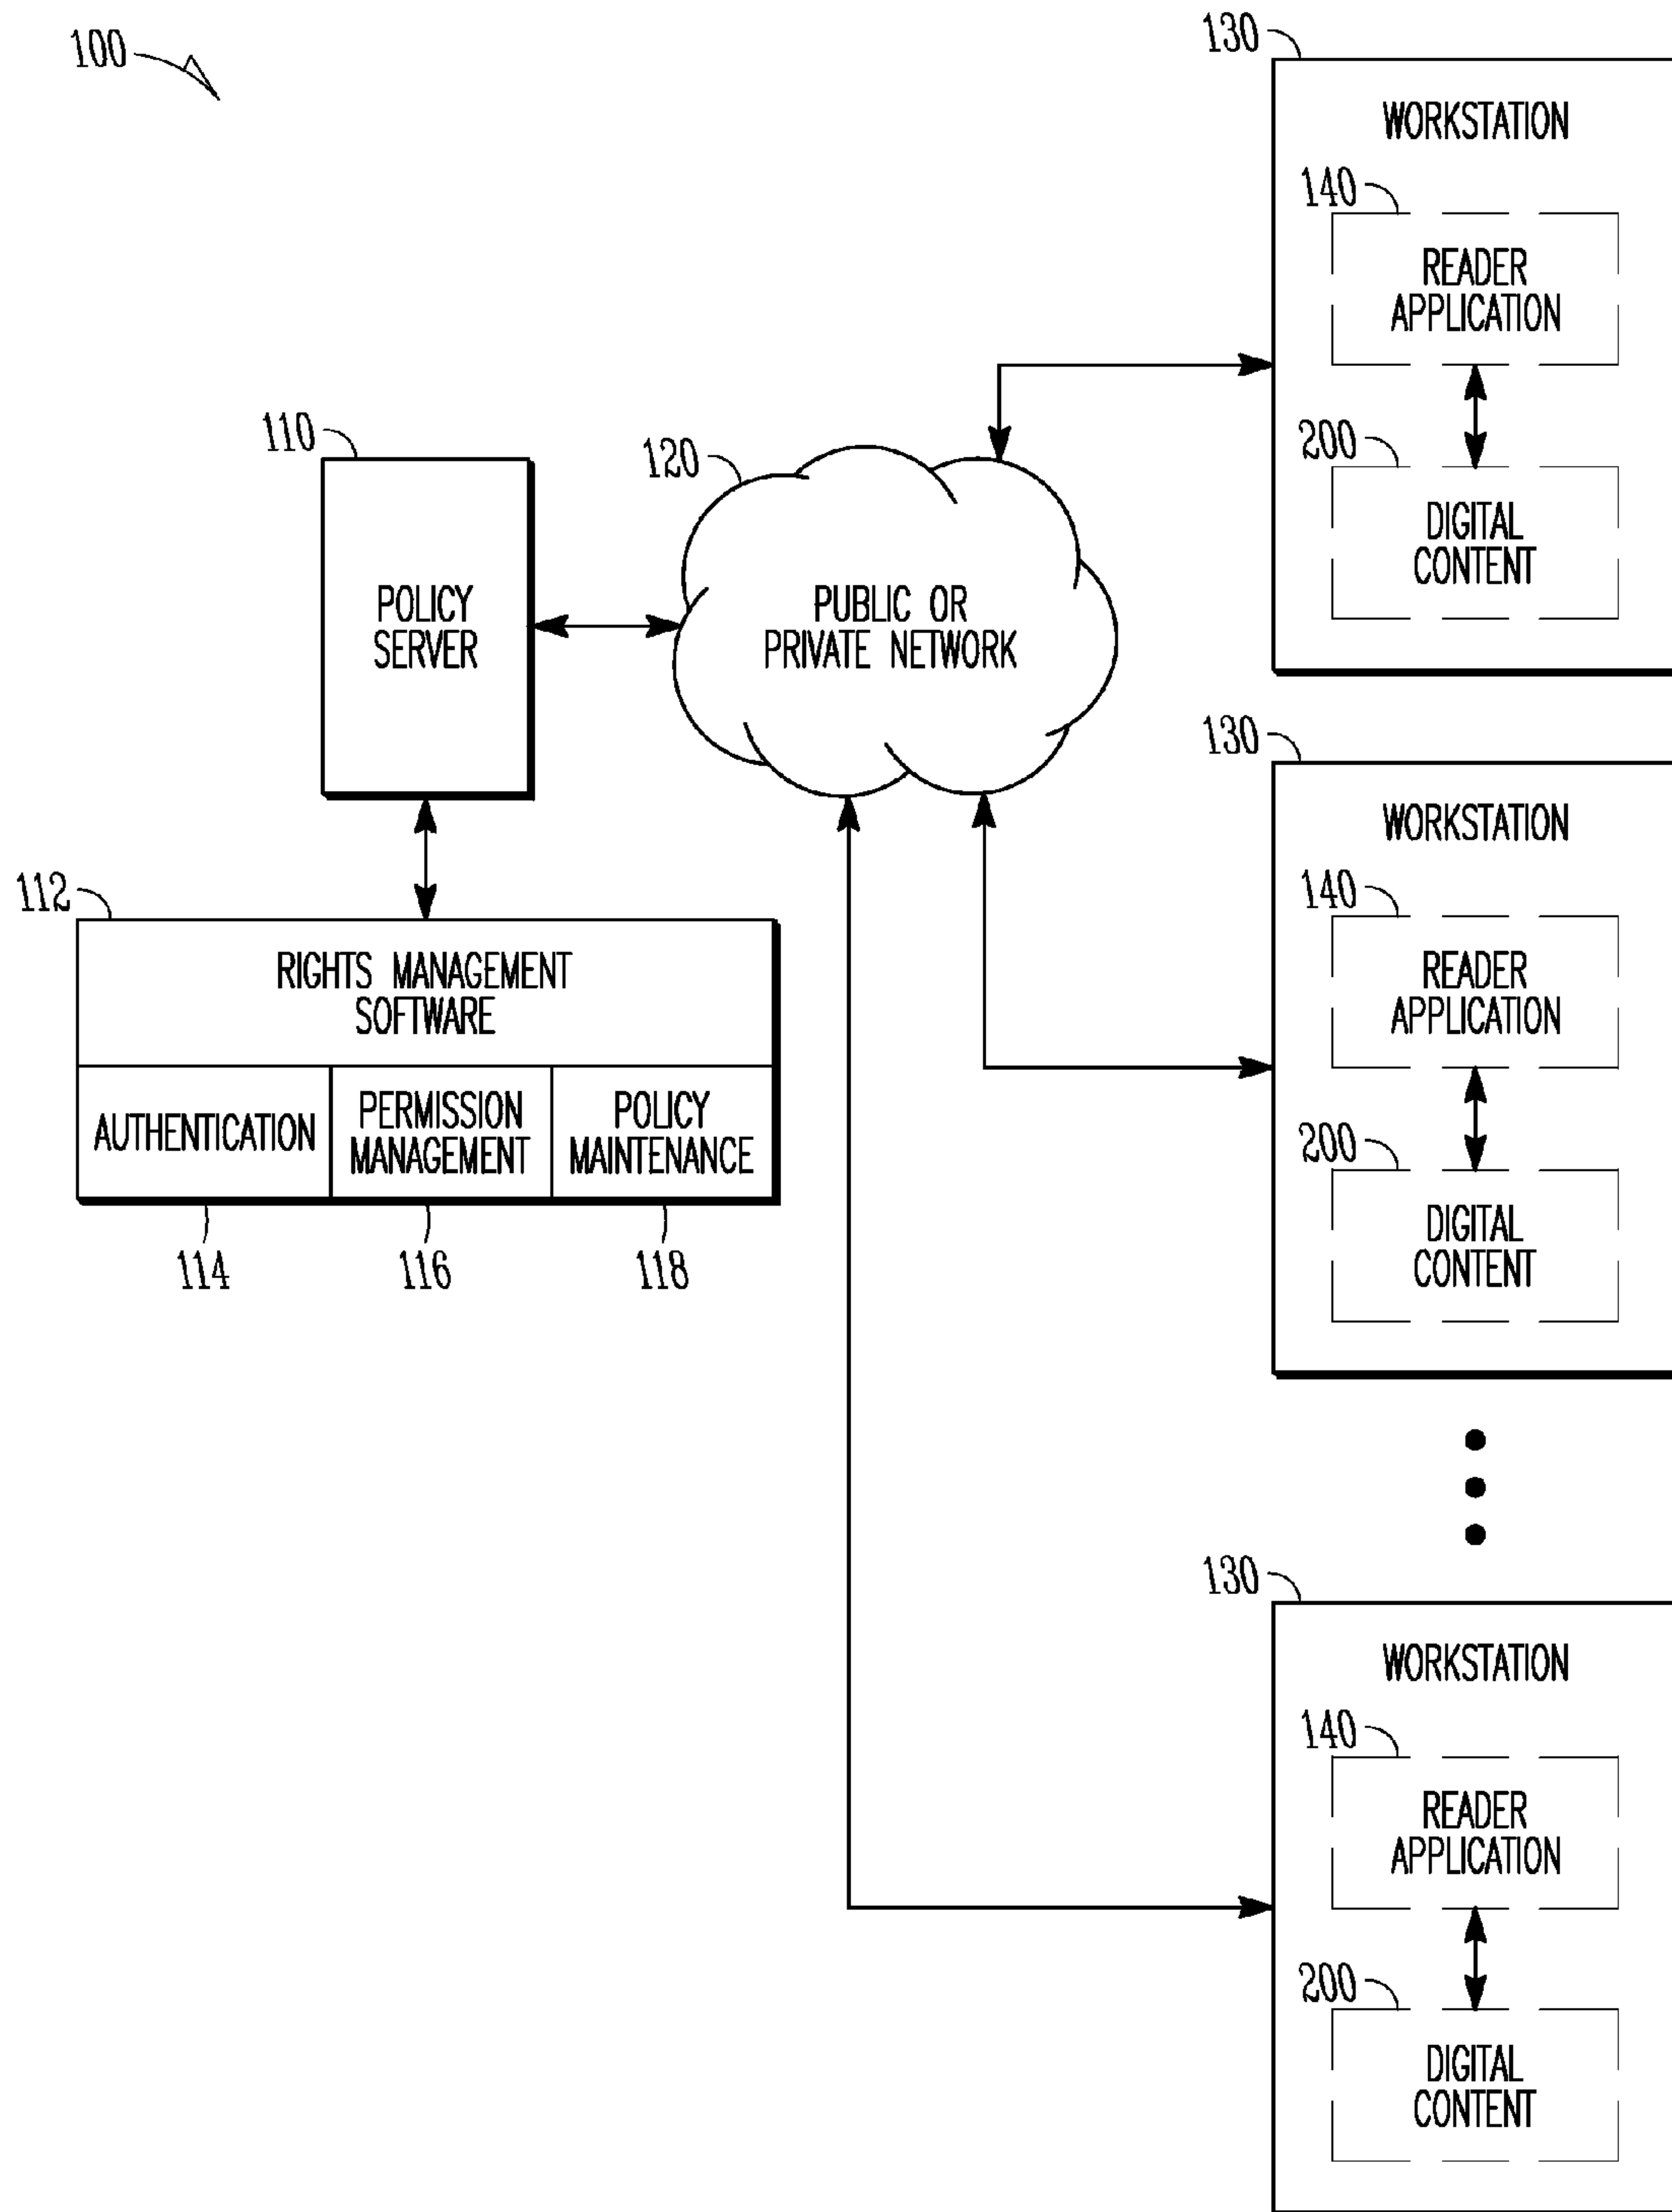 100
130
WORKSTATION
140
READER
APPLICATION
200
DIGITAL
CONTENT
110
POLICY
SERVER
120
PUBLIC OR
PRIVATE NETWORK
130
WORKSTATION
140
READER
APPLICATION
200
DIGITAL
CONTENT
112
RIGHTS MANAGEMENT
SOFTWARE
AUTHENTICATION
PERMISSION
MANAGEMENT
POLICY
MAINTENANCE
114
116
118
130
WORKSTATION
140
READER
APPLICATION
200
DIGITAL
CONTENT